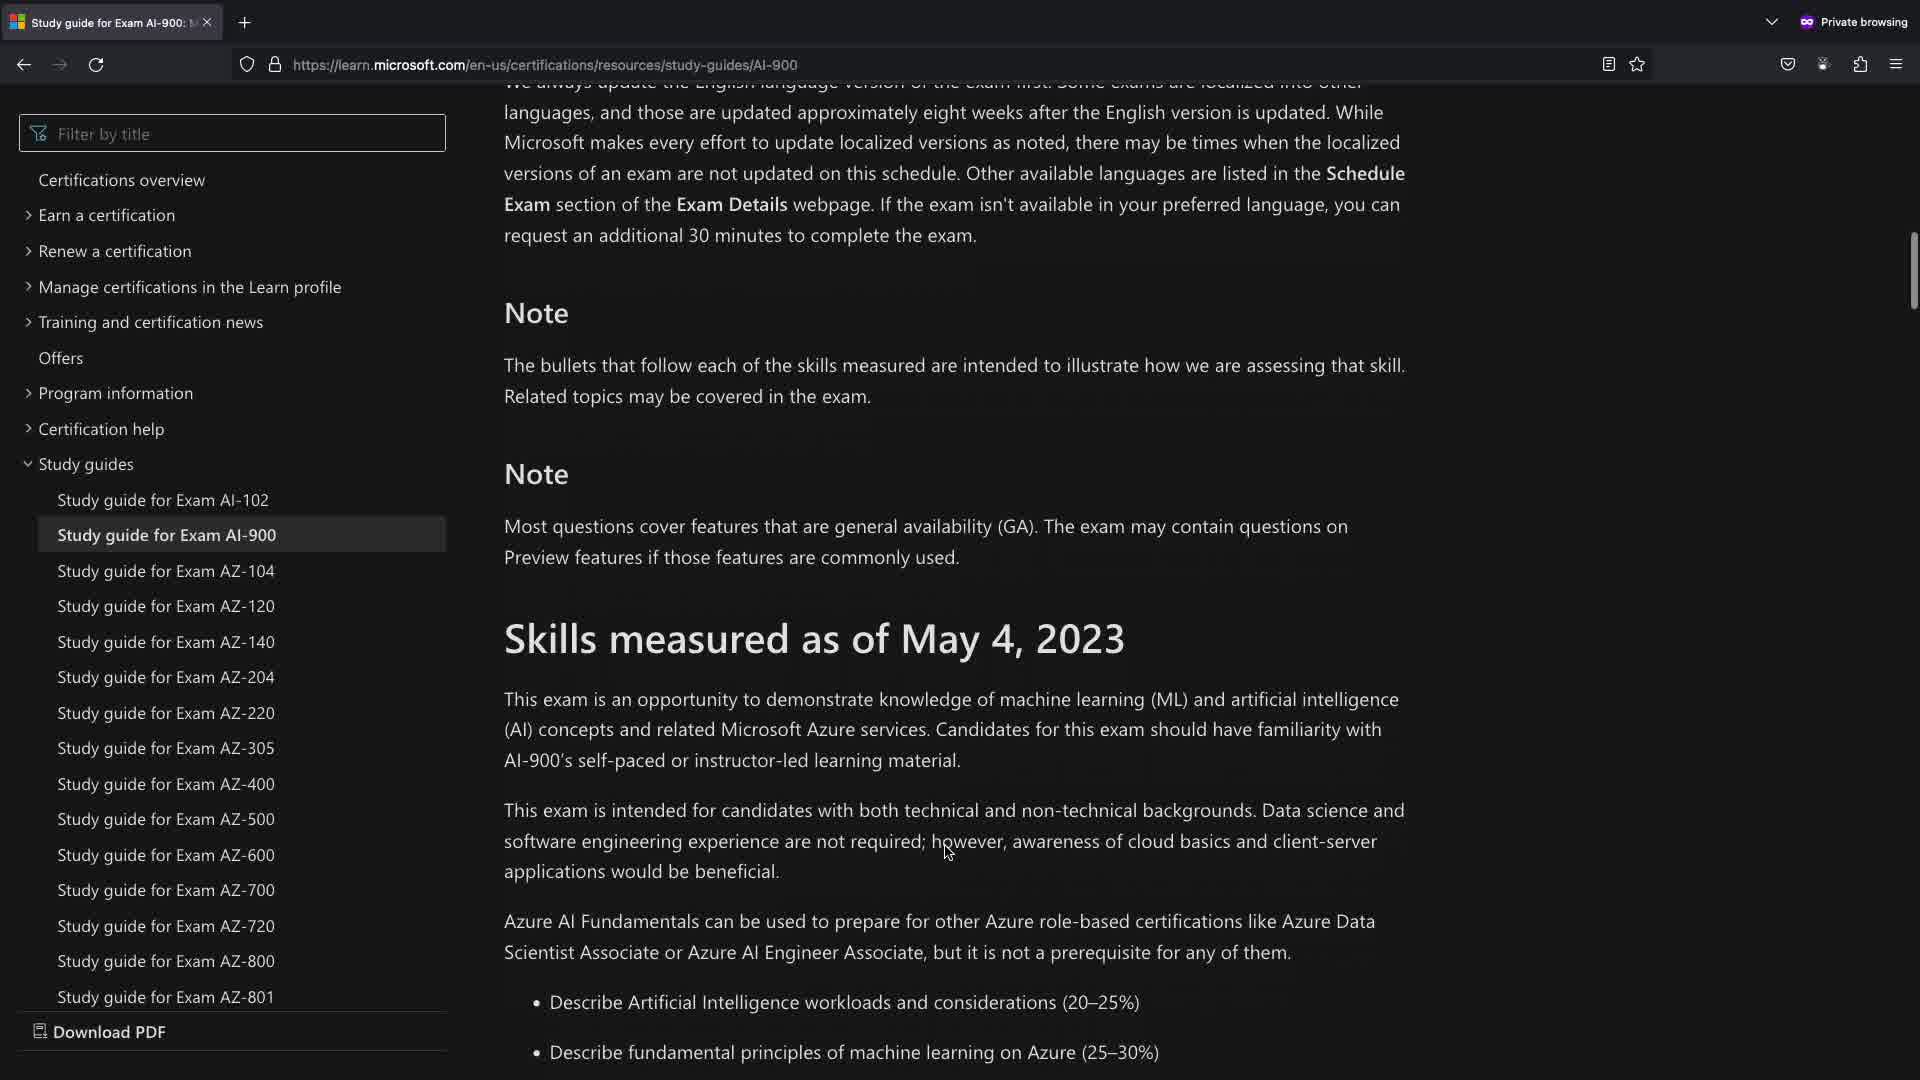 Study guide for Exam AI-900: M
Private browsing
https://learn.microsoft.com/en-us/certifications/resources/study-guides/AI-900
Filter by title
Certifications overview
Earn a certification
Renew a certification
Manage certifications in the Learn profile
Training and certification news
Offers
Program information
Certification help
Study guides
Study guide for Exam AI-102
Study guide for Exam AI-900
Study guide for Exam AZ-104
Study guide for Exam AZ-120
Study guide for Exam AZ-140
Study guide for Exam AZ-204
Study guide for Exam AZ-220
Study guide for Exam AZ-305
Study guide for Exam AZ-400
Study guide for Exam AZ-500
Study guide for Exam AZ-600
Study guide for Exam AZ-700
Study guide for Exam AZ-720
Study guide for Exam AZ-800
Study guide for Exam AZ-801
Download PDF
We always update the English language version of the exam first. Some exams are localized into other
languages, and those are updated approximately eight weeks after the English version is updated. While
Microsoft makes every effort to update localized versions as noted, there may be times when the localized
versions of an exam are not updated on this schedule. Other available languages are listed in the Schedule
Exam section of the Exam Details webpage. If the exam isn't available in your preferred language, you can
request an additional 30 minutes to complete the exam.
Note
The bullets that follow each of the skills measured are intended to illustrate how we are assessing that skill.
Related topics may be covered in the exam.
Note
Most questions cover features that are general availability (GA). The exam may contain questions on
Preview features if those features are commonly used.
Skills measured as of May 4, 2023
This exam is an opportunity to demonstrate knowledge of machine learning (ML) and artificial intelligence
(AI) concepts and related Microsoft Azure services. Candidates for this exam should have familiarity with
AI-900's self-paced or instructor-led learning material.
This exam is intended for candidates with both technical and non-technical backgrounds. Data science and
software engineering experience are not required; however, awareness of cloud basics and client-server
applications would be beneficial.
Azure AI Fundamentals can be used to prepare for other Azure role-based certifications like Azure Data
Scientist Associate or Azure AI Engineer Associate, but it is not a prerequisite for any of them.
• Describe Artificial Intelligence workloads and considerations (20–25%)
• Describe fundamental principles of machine learning on Azure (25–30%)